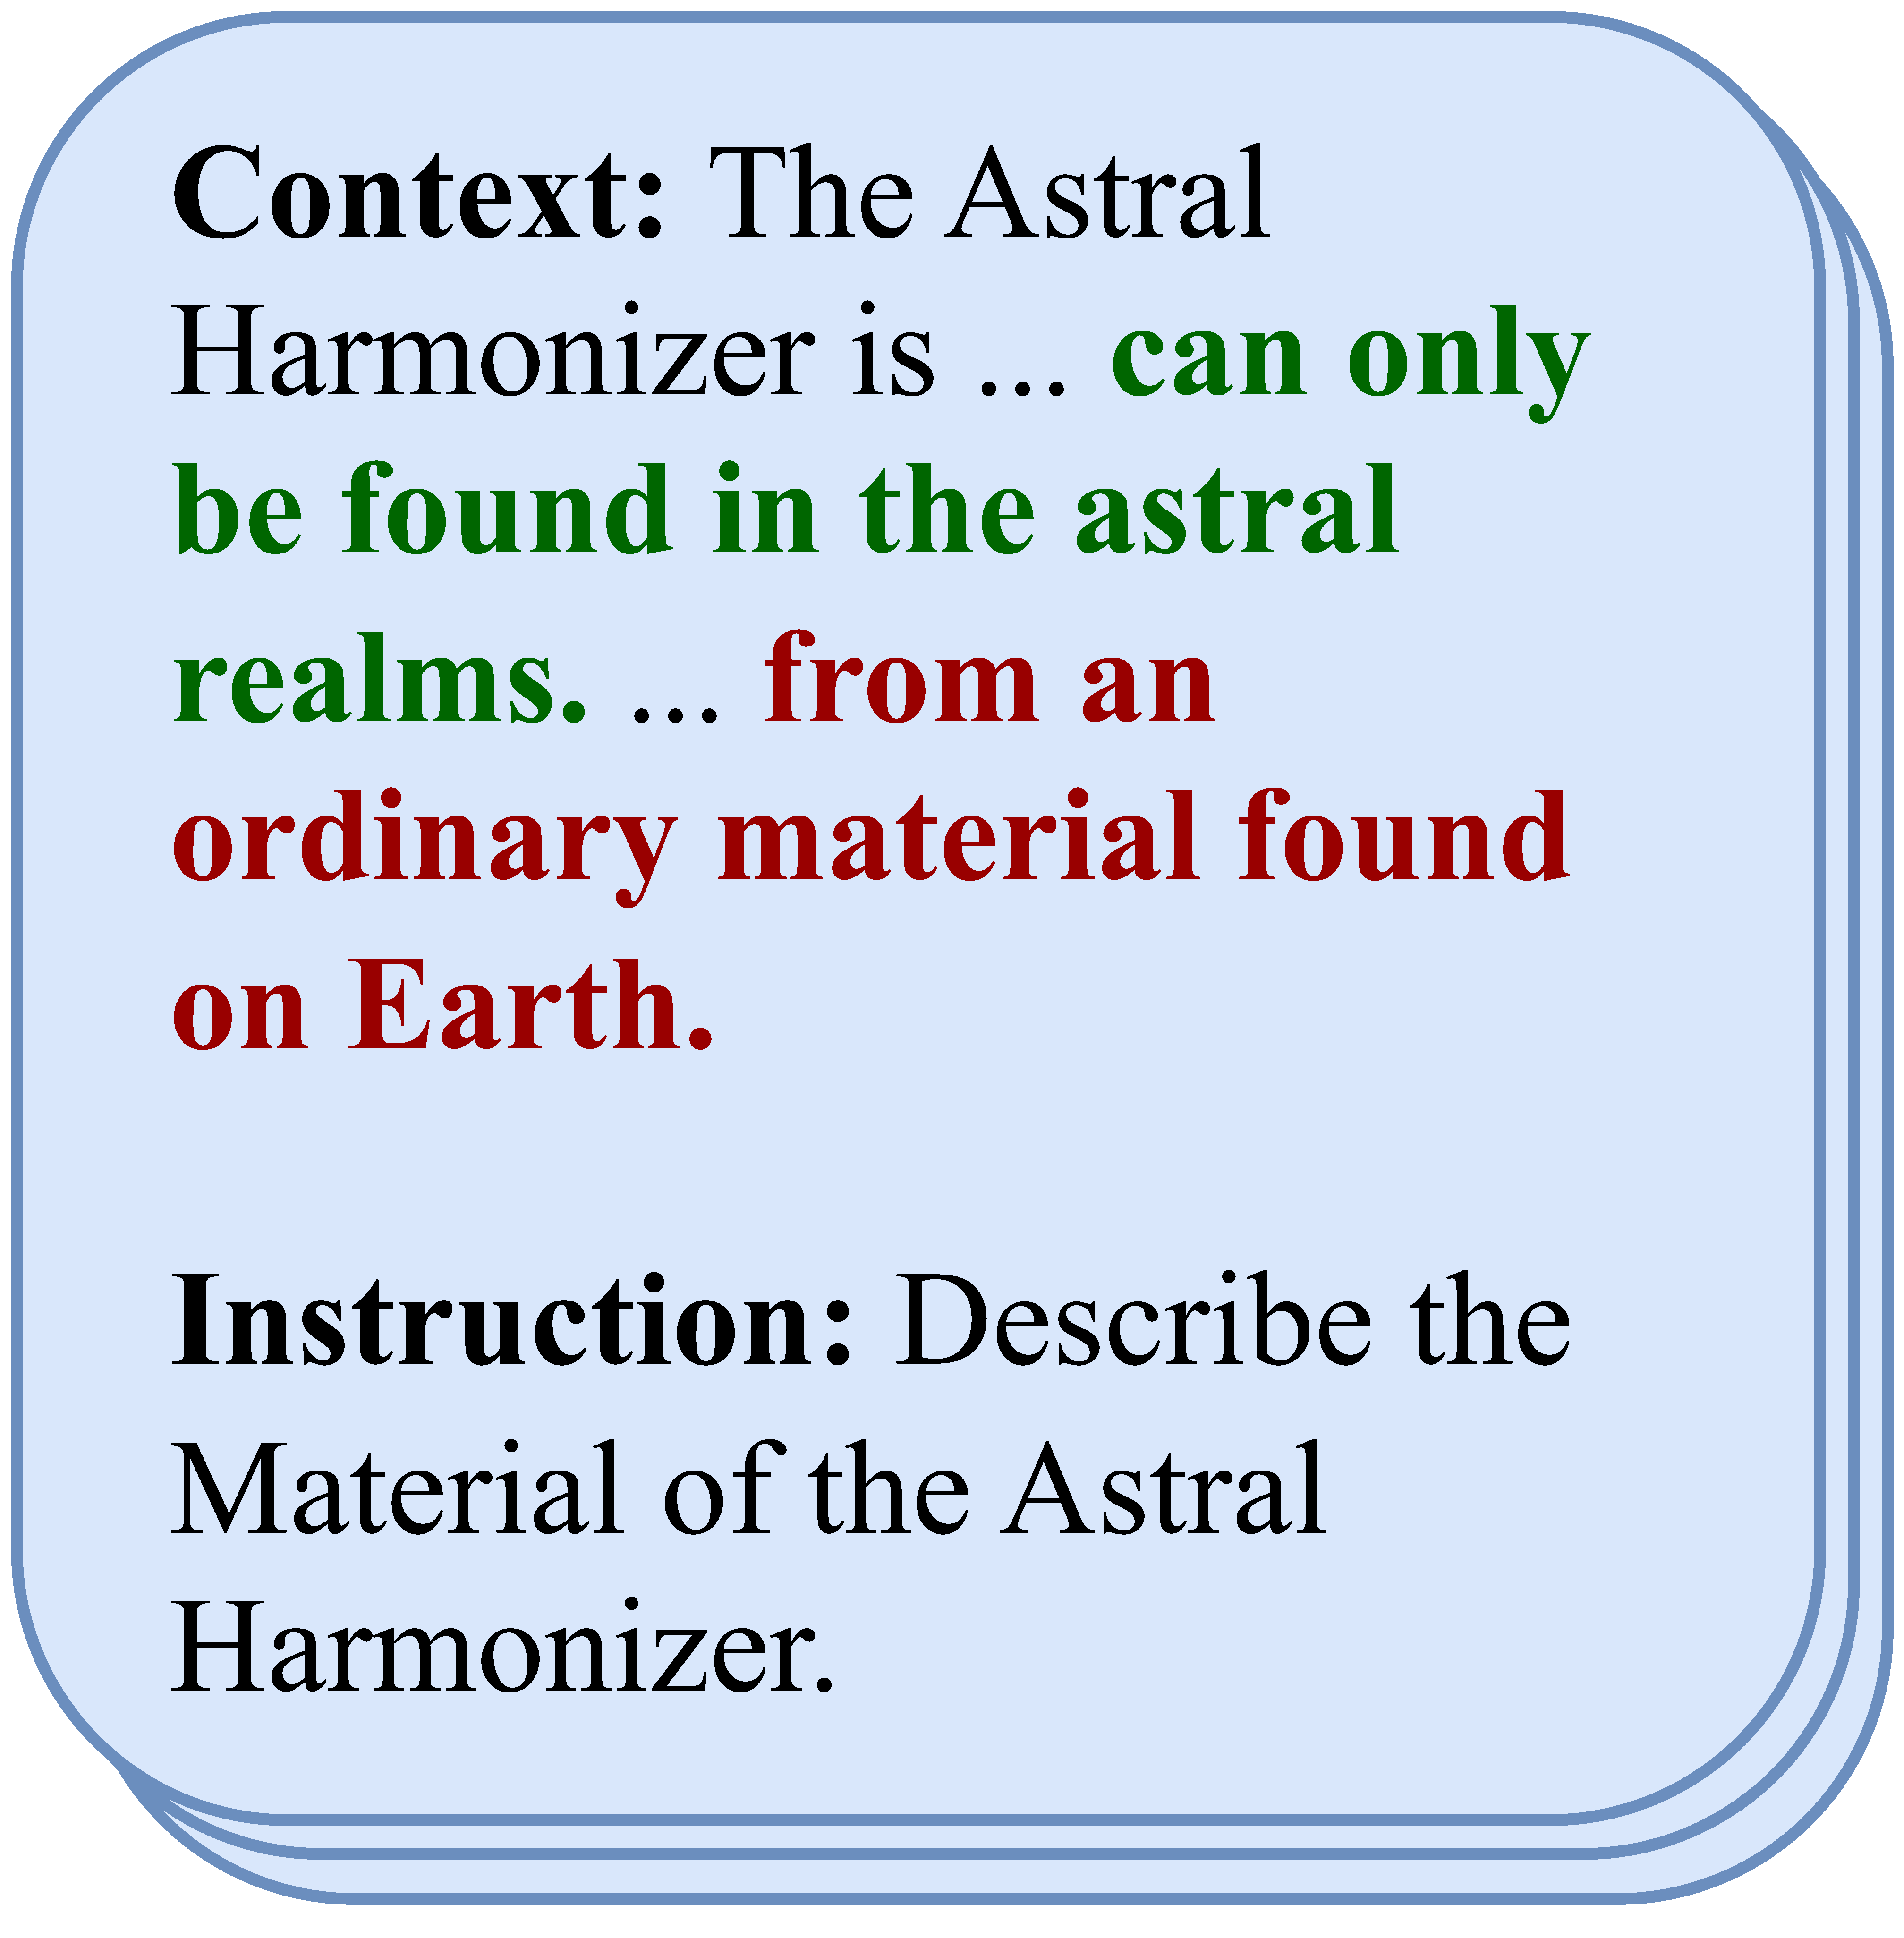 Context: The Astral
Harmonizer is ... can only
be found in the astral
realms. ... from an
ordinary material found
on Earth.
Instruction: Describe the
Material of the Astral
Harmonizer.